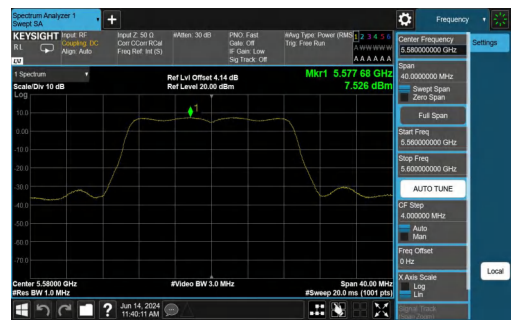 Spectrum Analyzer 1
Swept SA
Frequency
KEYSIGHT
RL
Input: RF
Coupling: DC
Align: Auto
Input Z: 50 Ω
Corr CCorr RCal
Freq Ref: Int (S)
#Atten: 30 dB
PNO: Fast
Gate: Off
IF Gain: Low
Sig Track: Off
#Avg Type: Power (RMS
Trig: Free Run
1 2 3 4 5 6
A W W W W W
A A A A A A
LV
1 Spectrum
Scale/Div 10 dB
Log
Ref Lvl Offset 4.14 dB
Ref Level 20.00 dBm
Mkr1 5.577 68 GHz
7.526 dBm
1
10.0
0.00
-10.0
-20.0
-30.0
-40.0
-50.0
-60.0
-70.0
Center 5.58000 GHz
#Res BW 1.0 MHz
#Video BW 3.0 MHz
Span 40.00 MHz
#Sweep 20.0 ms (1001 pts)
Jun 14, 2024
11:40:11 AM
Center Frequency
5.580000000 GHz
Settings
Span
40.0000000 MHz
Swept Span
Zero Span
Full Span
Start Freq
5.560000000 GHz
Stop Freq
5.600000000 GHz
AUTO TUNE
CF Step
4.000000 MHz
Auto
Man
Freq Offset
0 Hz
X Axis Scale
Log
Lin
Local
Signal Track